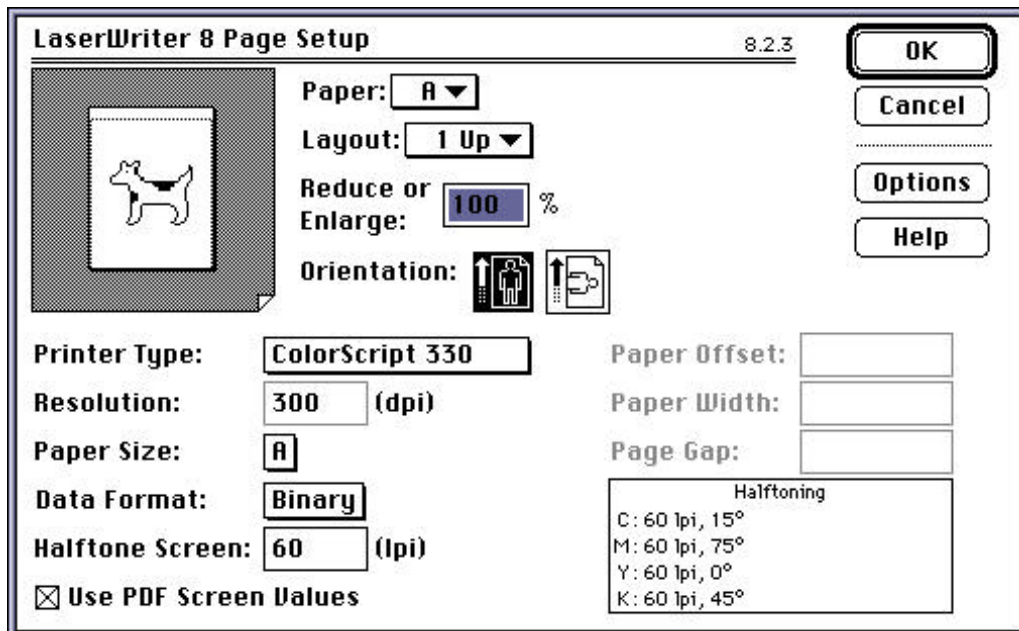 LaserWriter 8 Page Setup 8.2.3
OK
Paper: A
Cancel
Layout: 1 Up
Reduce or Enlarge: 100 %
Options
Help
Orientation:
Printer Type: ColorScript 330
Paper Offset:
Resolution: 300 (dpi)
Paper Width:
Paper Size: A
Page Gap:
Data Format: Binary
Halftone Screen: 60 (lpi)
Use PDF Screen Values
Halftoning
C: 60 lpi, 15°
M: 60 lpi, 75°
Y: 60 lpi, 0°
K: 60 lpi, 45°